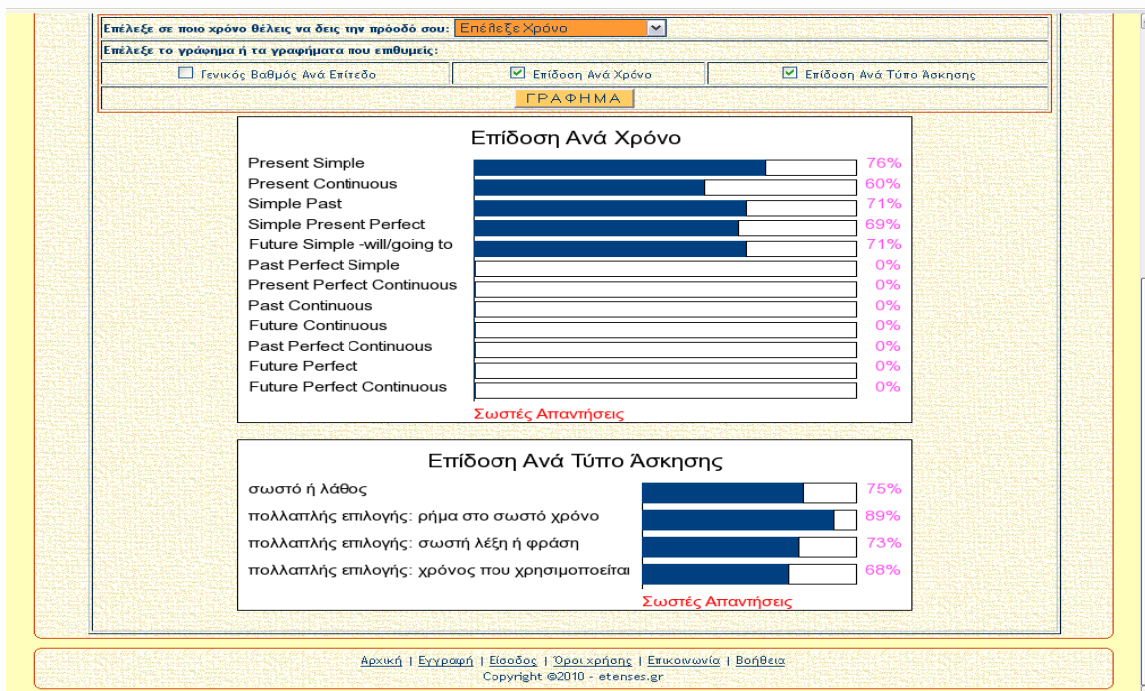 Επέλεξε σε ποιο χρόνο θέλεις να δεις την πρόοδό σου: Επέλεξε Χρόνο
Επέλεξε το γράφημα ή τα γραφήματα που επιθυμείς:
Γενικός Βαθμός Ανά Επίπεδο Επίδοση Ανά Χρόνο Επίδοση Ανά Τύπο Άσκησης
ΓΡΑΦΗΜΑ
Επίδοση Ανά Χρόνο
Present Simple 76%
Present Continuous 60%
Simple Past 71%
Simple Present Perfect 69%
Future Simple -will/going to 71%
Past Perfect Simple 0%
Present Perfect Continuous 0%
Past Continuous 0%
Future Continuous 0%
Past Perfect Continuous 0%
Future Perfect 0%
Future Perfect Continuous 0%
Σωστές Απαντήσεις
Επίδοση Ανά Τύπο Άσκησης
σωστό ή λάθος 75%
πολλαπλής επιλογής: ρήμα στο σωστό χρόνο 89%
πολλαπλής επιλογής: σωστή λέξη ή φράση 73%
πολλαπλής επιλογής: χρόνος που χρησιμοποείται 68%
Σωστές Απαντήσεις
Αρχική | Εγγραφή | Είσοδος | Όροι χρήσης | Επικοινωνία | Βοήθεια
Copyright ©2010 - etenses.gr